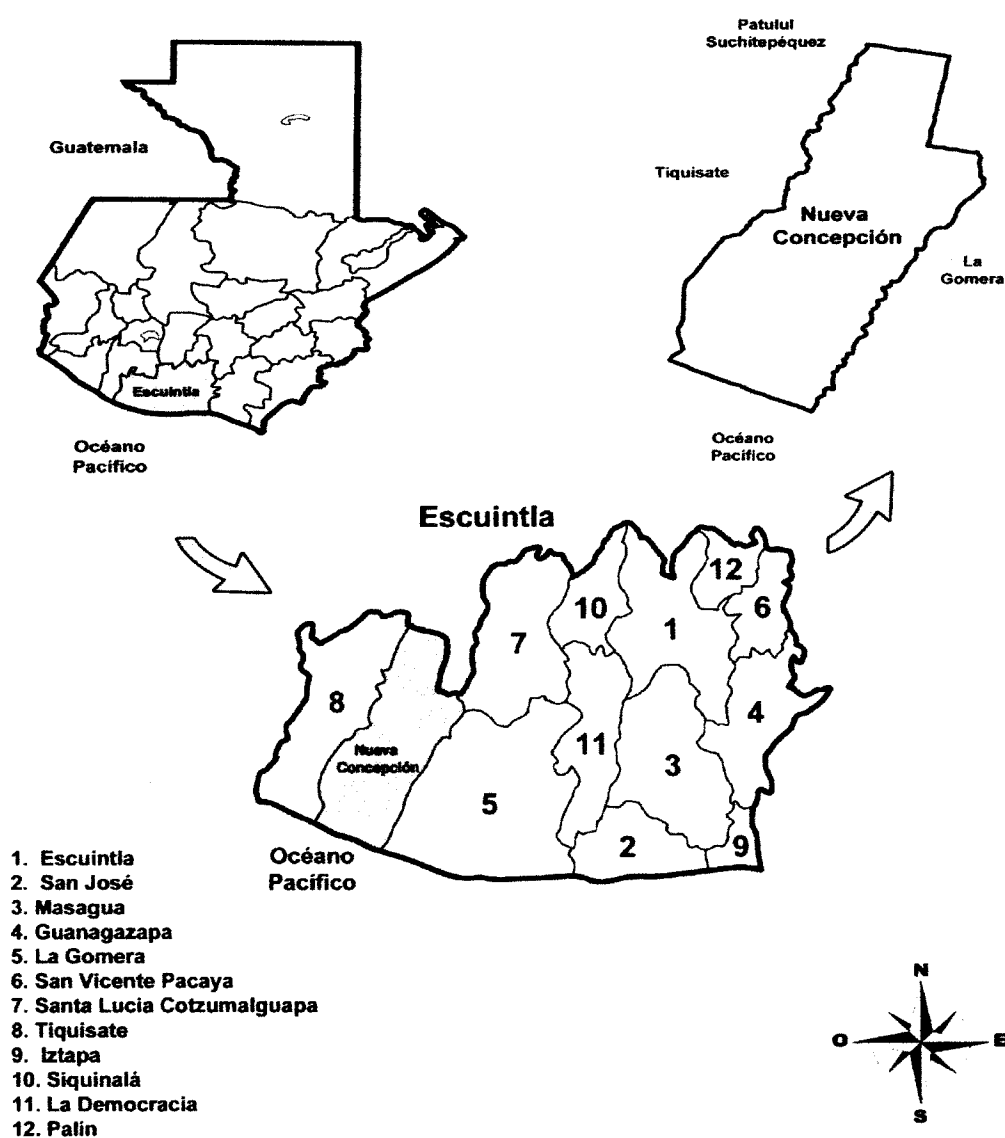 Patulul
Suchitepéquez
Guatemala
Tiquisate
Nueva
Concepción
La
Gomera
Escuintla
Océano
Pacífico
Océano
Pacífico
Escuintla
12
10
6
1
7
8
4
11
Nueva
Concepción
3
5
2
9
Océano
Pacífico
1. Escuintla
2. San José
3. Masagua
4. Guanagazapa
5. La Gomera
6. San Vicente Pacaya
7. Santa Lucia Cotzumalguapa
8. Tiquisate
9. Iztapa
10. Siquinalá
11. La Democracia
12. Palín
N
O
E
S